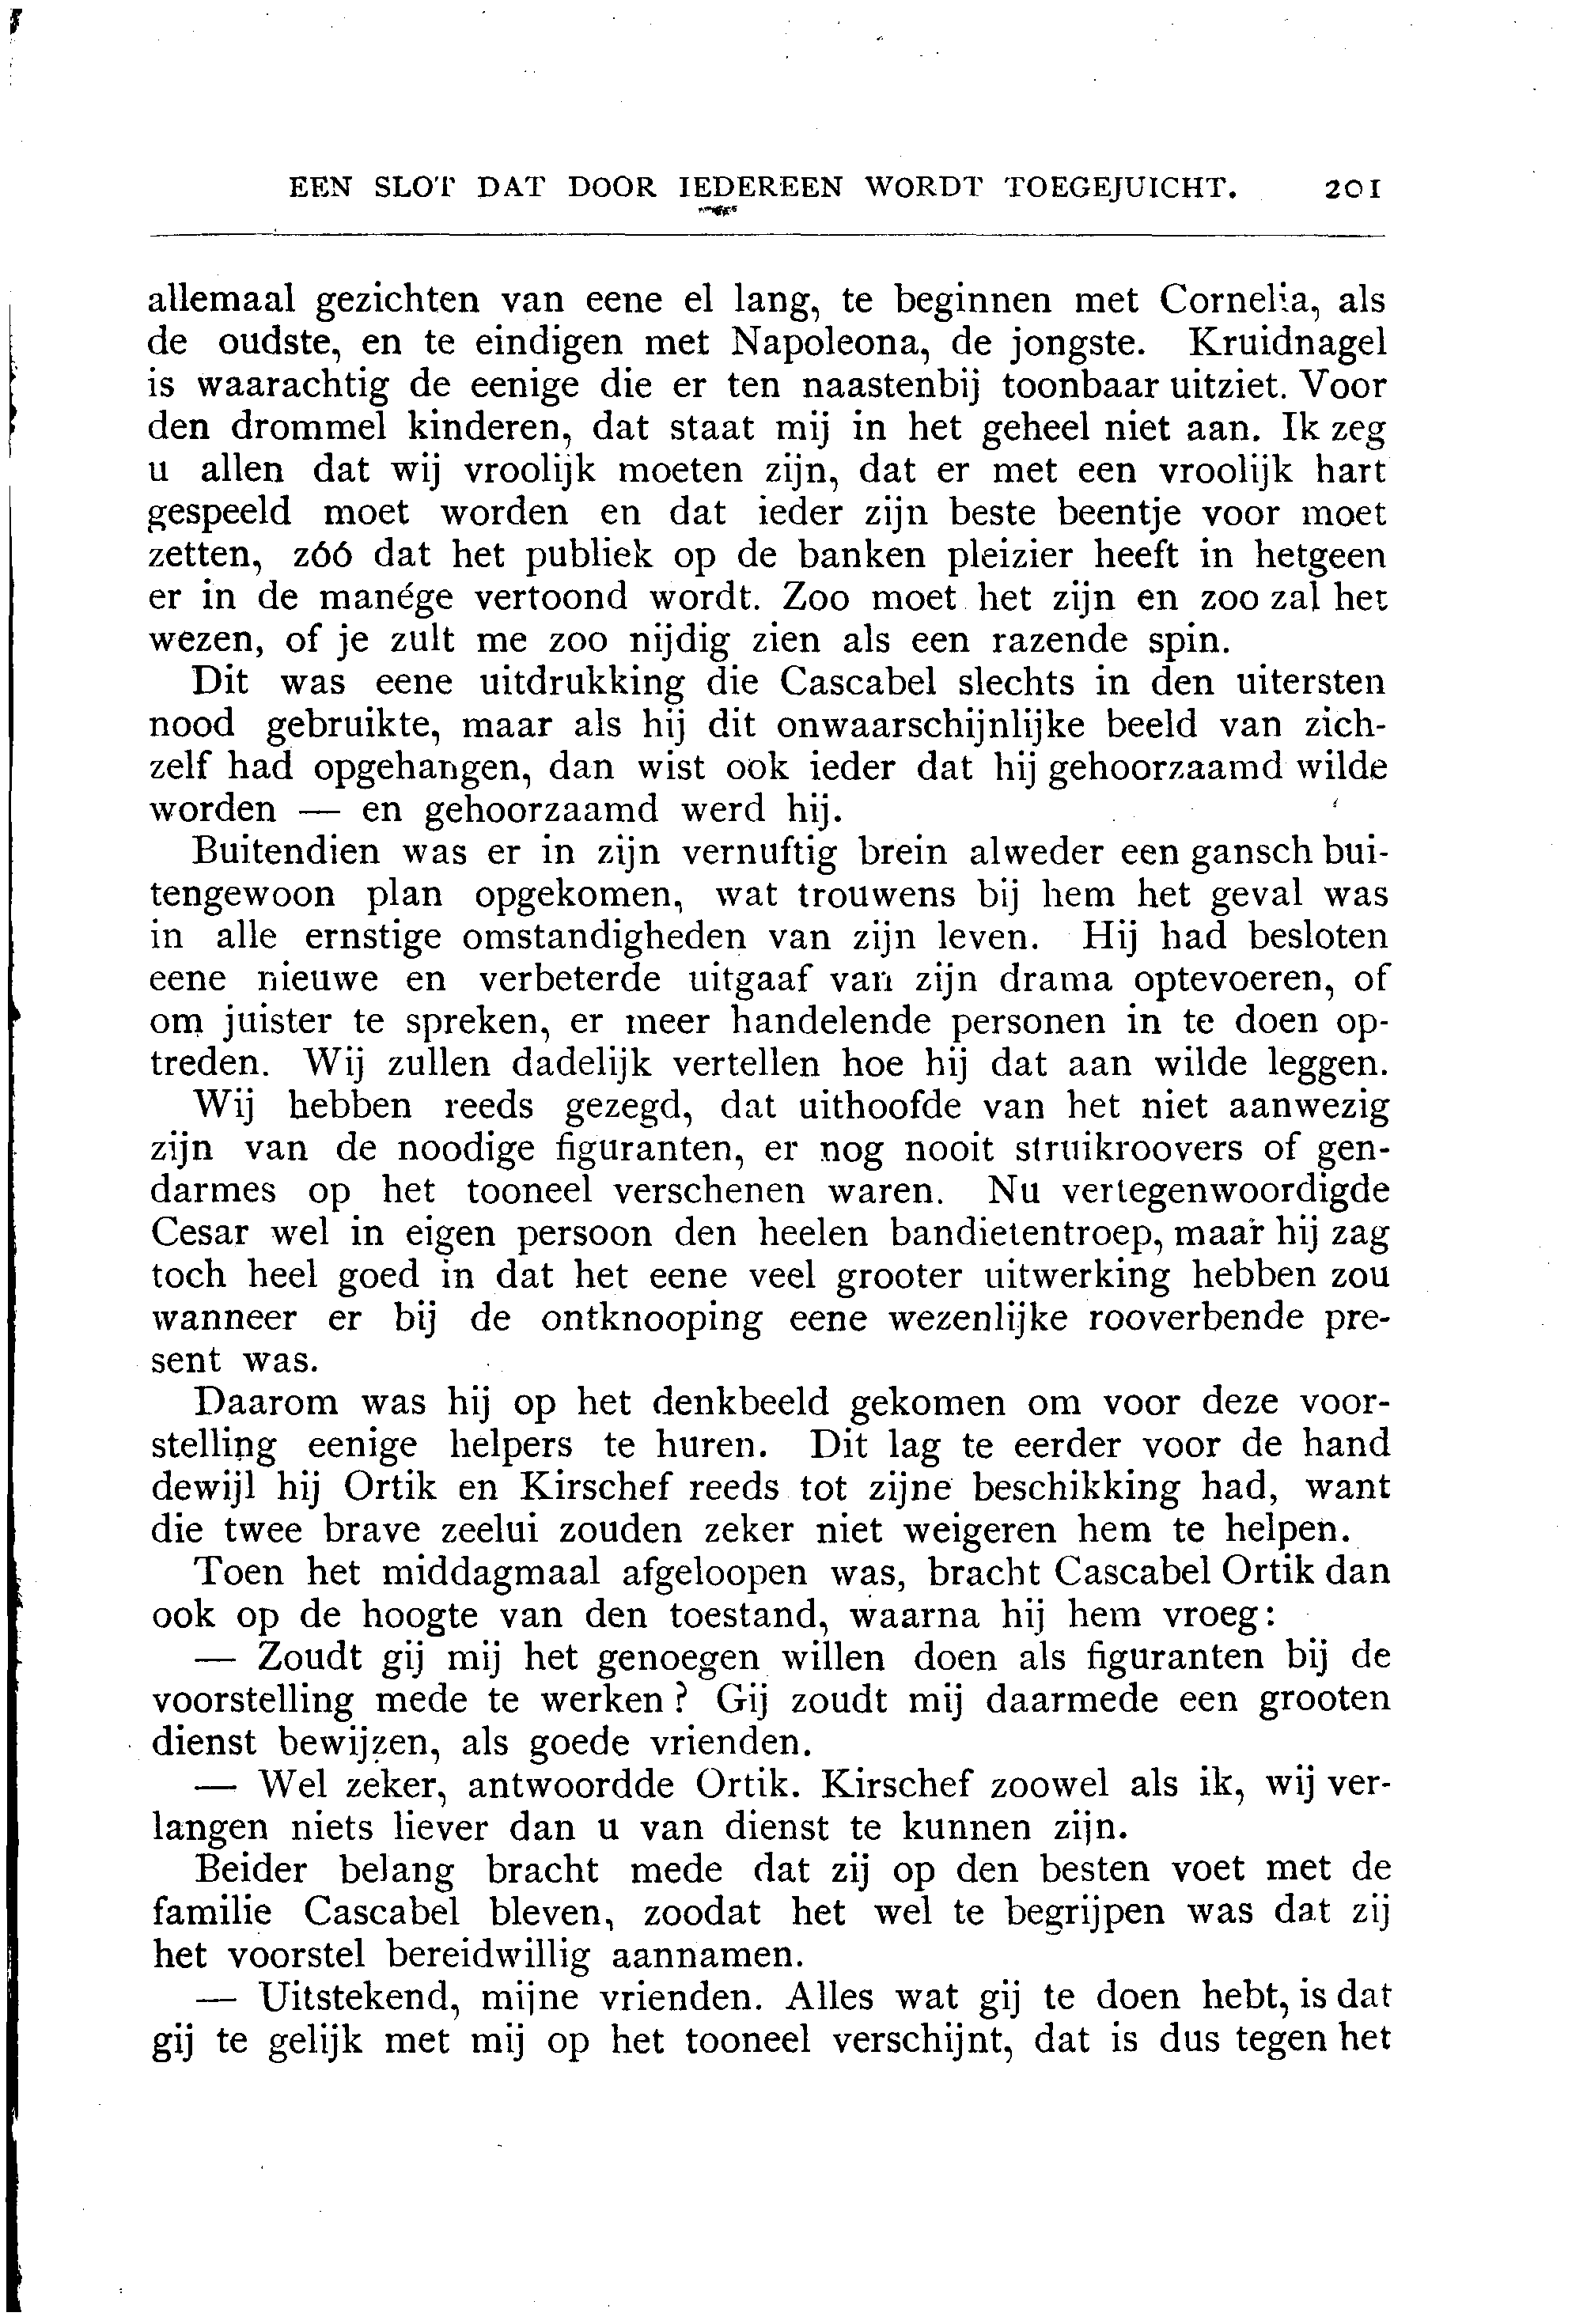 EEN SLOT DAT DOOR IEDEREEN WORDT TOEGEJUICHT. 201
allemaal gezichten van eene el lang, te beginnen met Cornelia, als
de oudste, en te eindigen met Napoleona, de jongste. Kruidnagel
is waarachtig de eenige die er ten naastenbij toonbaar uitziet. Voor
den drommel kinderen, dat staat mij in het geheel niet aan. Ik zeg
u allen dat wij vroolijk moeten zijn, dat er met een vroolijk hart
gespeeld moet worden en dat ieder zijn beste beentje voor moet
zetten, zóó dat het publiek op de banken pleizier heeft in hetgeen
er in de manége vertoond wordt. Zoo moet het zijn en zoo zal het
wezen, of je zult me zoo nijdig zien als een razende spin.
Dit was eene uitdrukking die Cascabel slechts in den uitersten
nood gebruikte, maar als hij dit onwaarschijnlijke beeld van zich-
zelf had opgehangen, dan wist ook ieder dat hij gehoorzaamd wilde
worden — en gehoorzaamd werd hij.
Buitendien was er in zijn vernuftig brein alweder een gansch bui-
tengewoon plan opgekomen, wat trouwens bij hem het geval was
in alle ernstige omstandigheden van zijn leven. Hij had besloten
eene nieuwe en verbeterde uitgaaf van zijn drama optevoeren, of
om juister te spreken, er meer handelende personen in te doen op-
treden. Wij zullen dadelijk vertellen hoe hij dat aan wilde leggen.
Wij hebben reeds gezegd, dat uithoofde van het niet aanwezig
zijn van de noodige figuranten, er nog nooit struikroovers of gen-
darmes op het tooneel verschenen waren. Nu vertegenwoordigde
Cesar wel in eigen persoon den heelen bandietentroep, maar hij zag
toch heel goed in dat het eene veel grooter uitwerking hebben zou
wanneer er bij de ontknooping eene wezenlijke rooverbende pre-
sent was.
Daarom was hij op het denkbeeld gekomen om voor deze voor-
stelling eenige helpers te huren. Dit lag te eerder voor de hand
dewijl hij Ortik en Kirschef reeds tot zijne beschikking had, want
die twee brave zeelui zouden zeker niet weigeren hem te helpen.
Toen het middagmaal afgeloopen was, bracht Cascabel Ortik dan
ook op de hoogte van den toestand, waarna hij hem vroeg:
— Zoudt gij mij het genoegen willen doen als figuranten bij de
voorstelling mede te werken? Gij zoudt mij daarmede een grooten
dienst bewijzen, als goede vrienden.
— Wel zeker, antwoordde Ortik. Kirschef zoowel als ik, wij ver-
langen niets liever dan u van dienst te kunnen zijn.
Beider belang bracht mede dat zij op den besten voet met de
familie Cascabel bleven, zoodat het wel te begrijpen was dat zij
het voorstel bereidwillig aannamen.
— Uitstekend, mijne vrienden. Alles wat gij te doen hebt, is dat
gij te gelijk met mij op het tooneel verschijnt, dat is dus tegen het